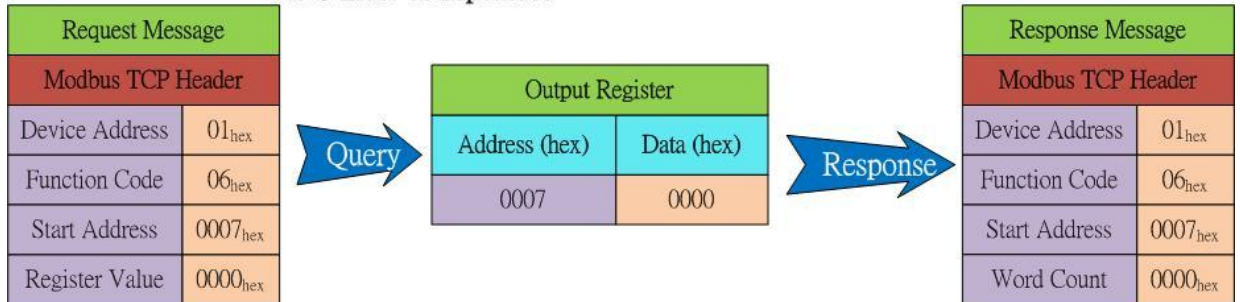 Request Message
Modbus TCP Header
Device Address 01hex
Function Code 06hex
Start Address 0007hex
Register Value 0000hex
Query
Output Register
Address (hex) Data (hex)
0007 0000
Response
Response Message
Modbus TCP Header
Device Address 01hex
Function Code 06hex
Start Address 0007hex
Word Count 0000hex